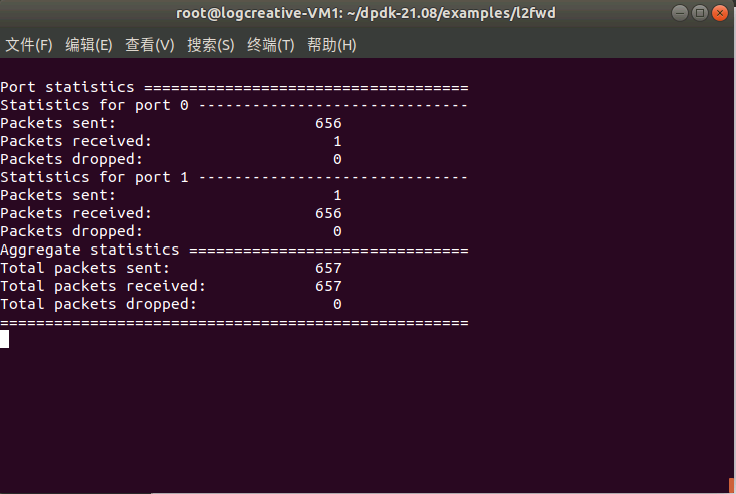 root@logcreative-VM1: ~/dpdk-21.08/examples/l2fwd
文件(F) 编辑(E) 查看(V) 搜索(S) 终端(T) 帮助(H)
Port statistics ====================================
Statistics for port 0 ------------------------------
Packets sent:                      656
Packets received:                    1
Packets dropped:                     0
Statistics for port 1 ------------------------------
Packets sent:                        1
Packets received:                  656
Packets dropped:                     0
Aggregate statistics ===============================
Total packets sent:                657
Total packets received:            657
Total packets dropped:               0
====================================================